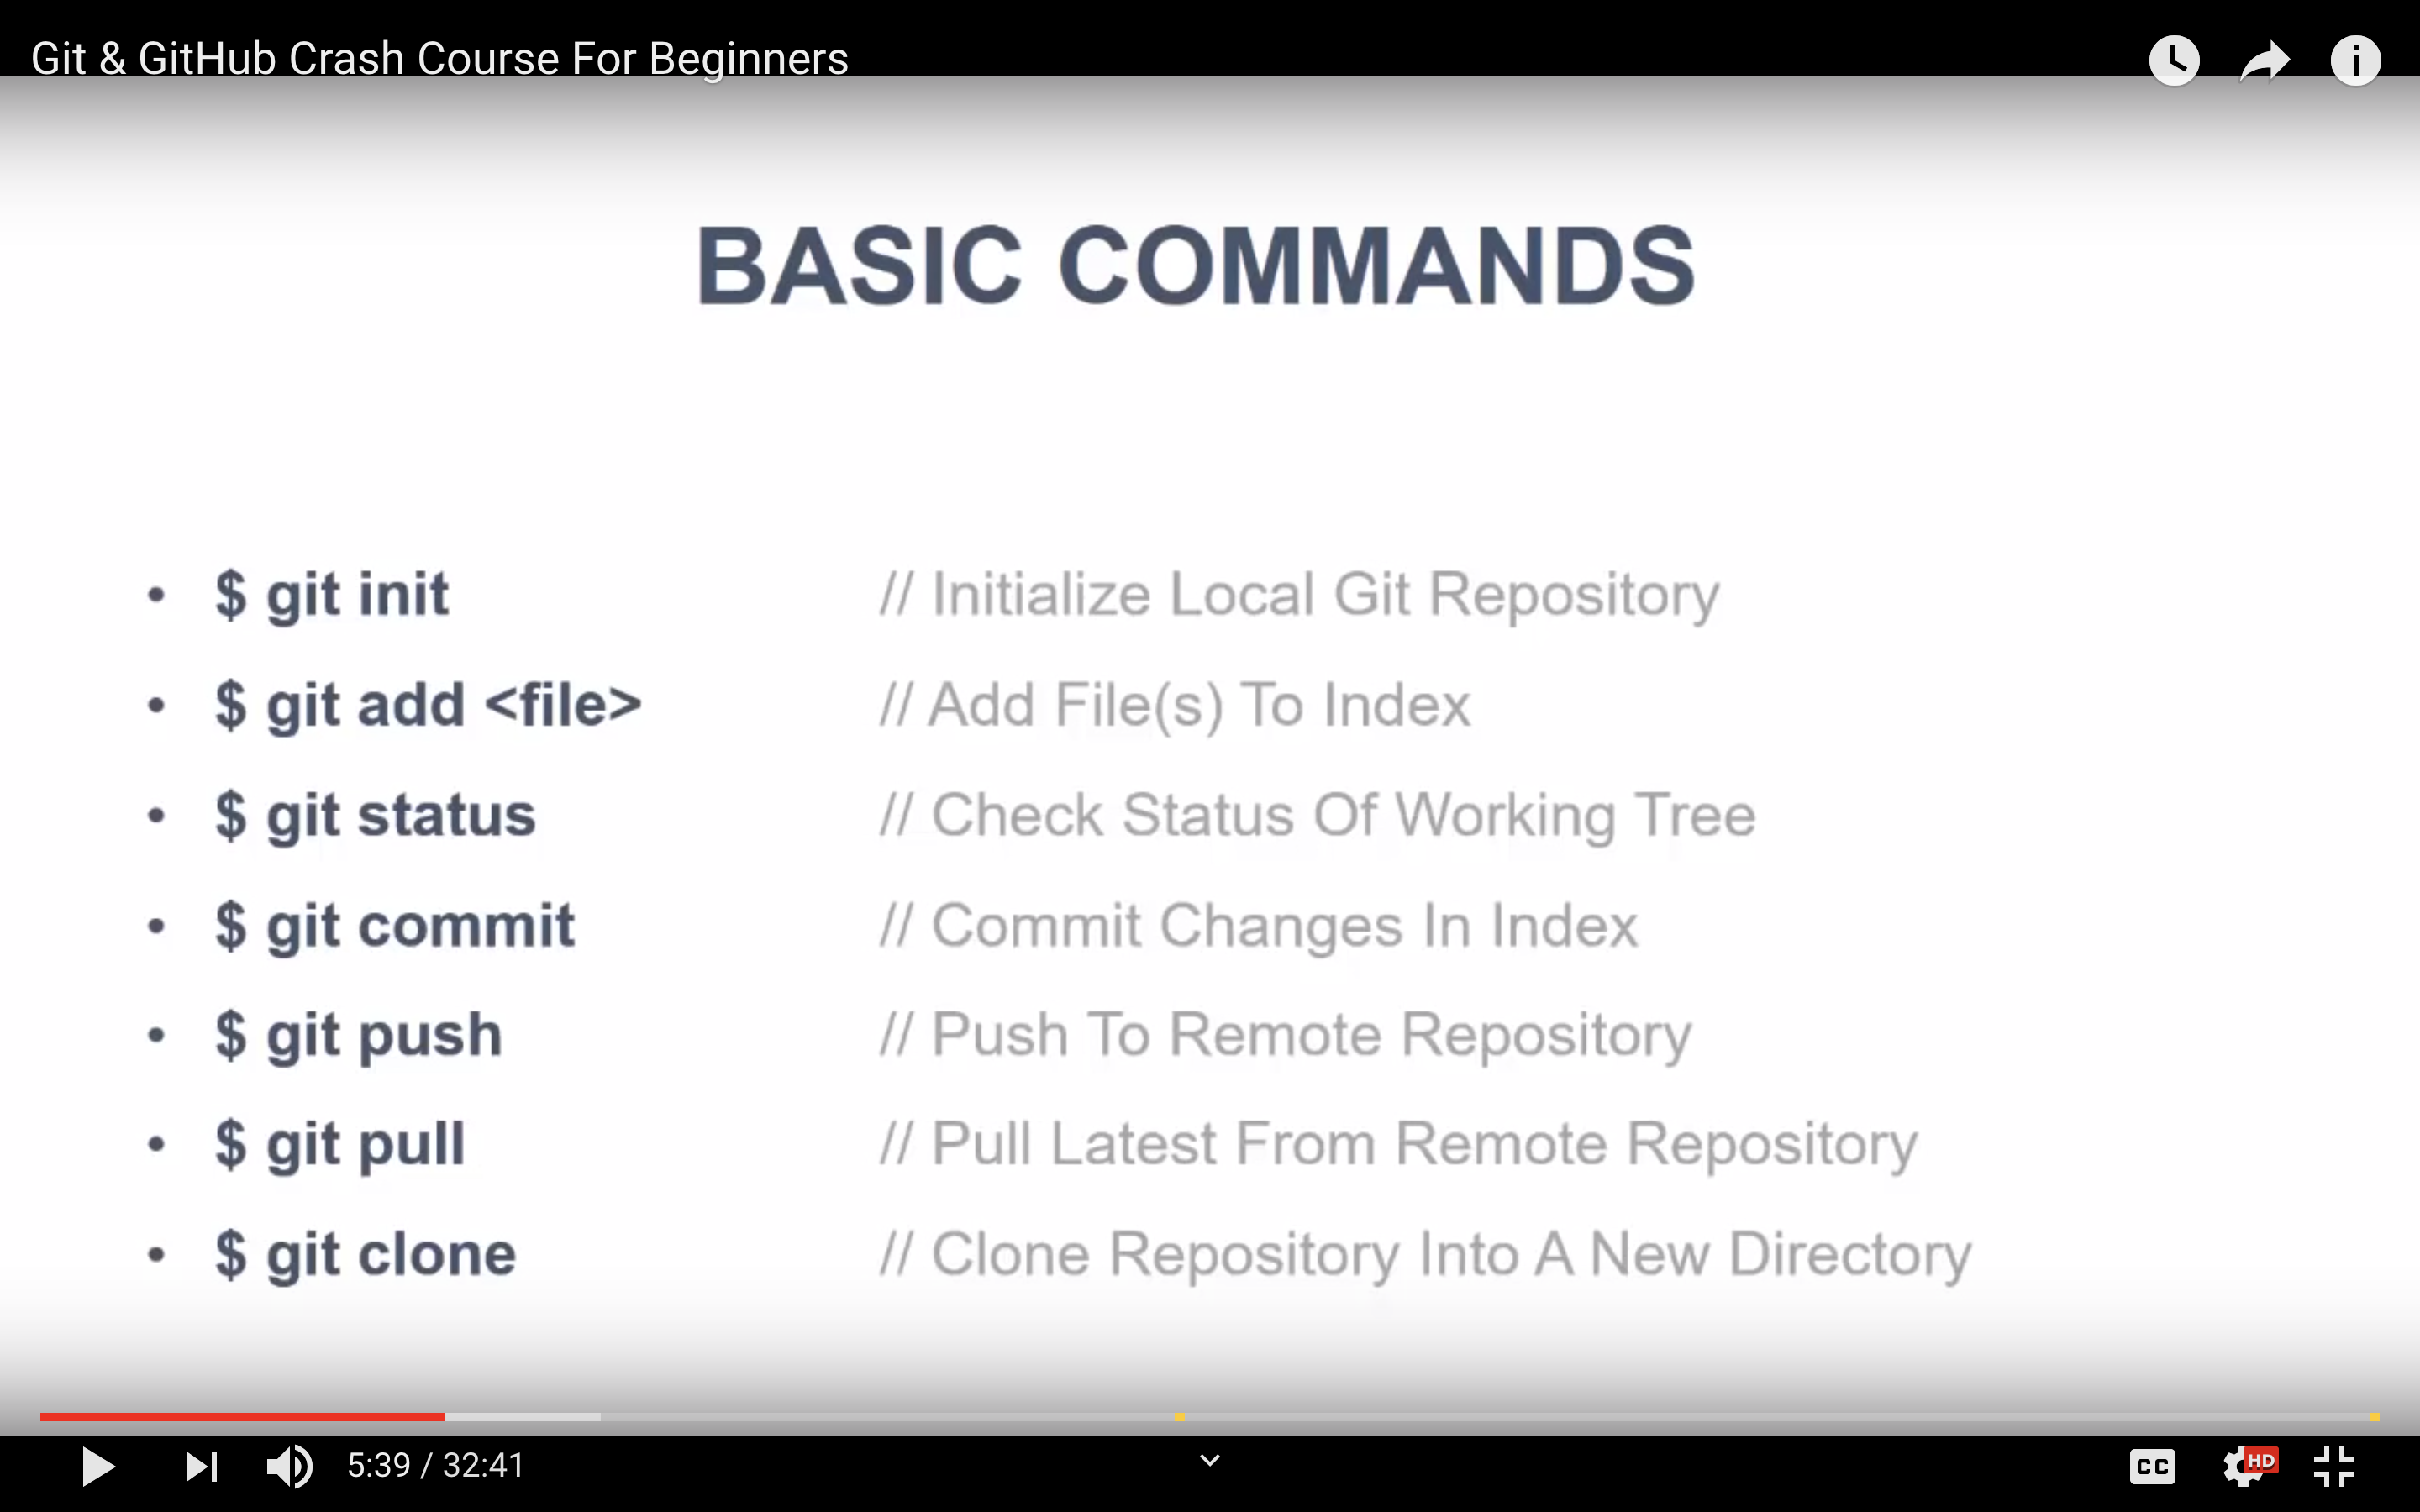 Git & GitHub Crash Course For Beginners
BASIC COMMANDS
• $ git init // Initialize Local Git Repository
• $ git add <file> // Add File(s) To Index
• $ git status // Check Status Of Working Tree
• $ git commit // Commit Changes In Index
• $ git push // Push To Remote Repository
• $ git pull // Pull Latest From Remote Repository
• $ git clone // Clone Repository Into A New Directory
5:39 / 32:41 CC HD